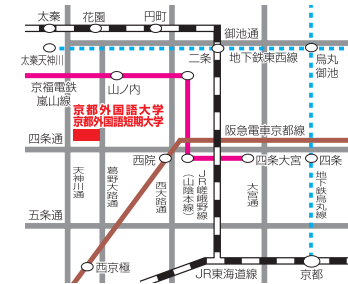 太秦
花園
円町
御池通
太秦天神川
二条
地下鉄東西線
烏丸
御池
京福電鉄
嵐山線
山ノ内
京都外国語大学
京都外国語短期大学
阪急電車京都線
四条通
西院
四条大宮
四条
天神川通
葛野大路通
西大路通
JR嵯峨野線
(山陰本線)
大宮通
地下鉄烏丸線
五条通
西京極
JR東海道線
京都